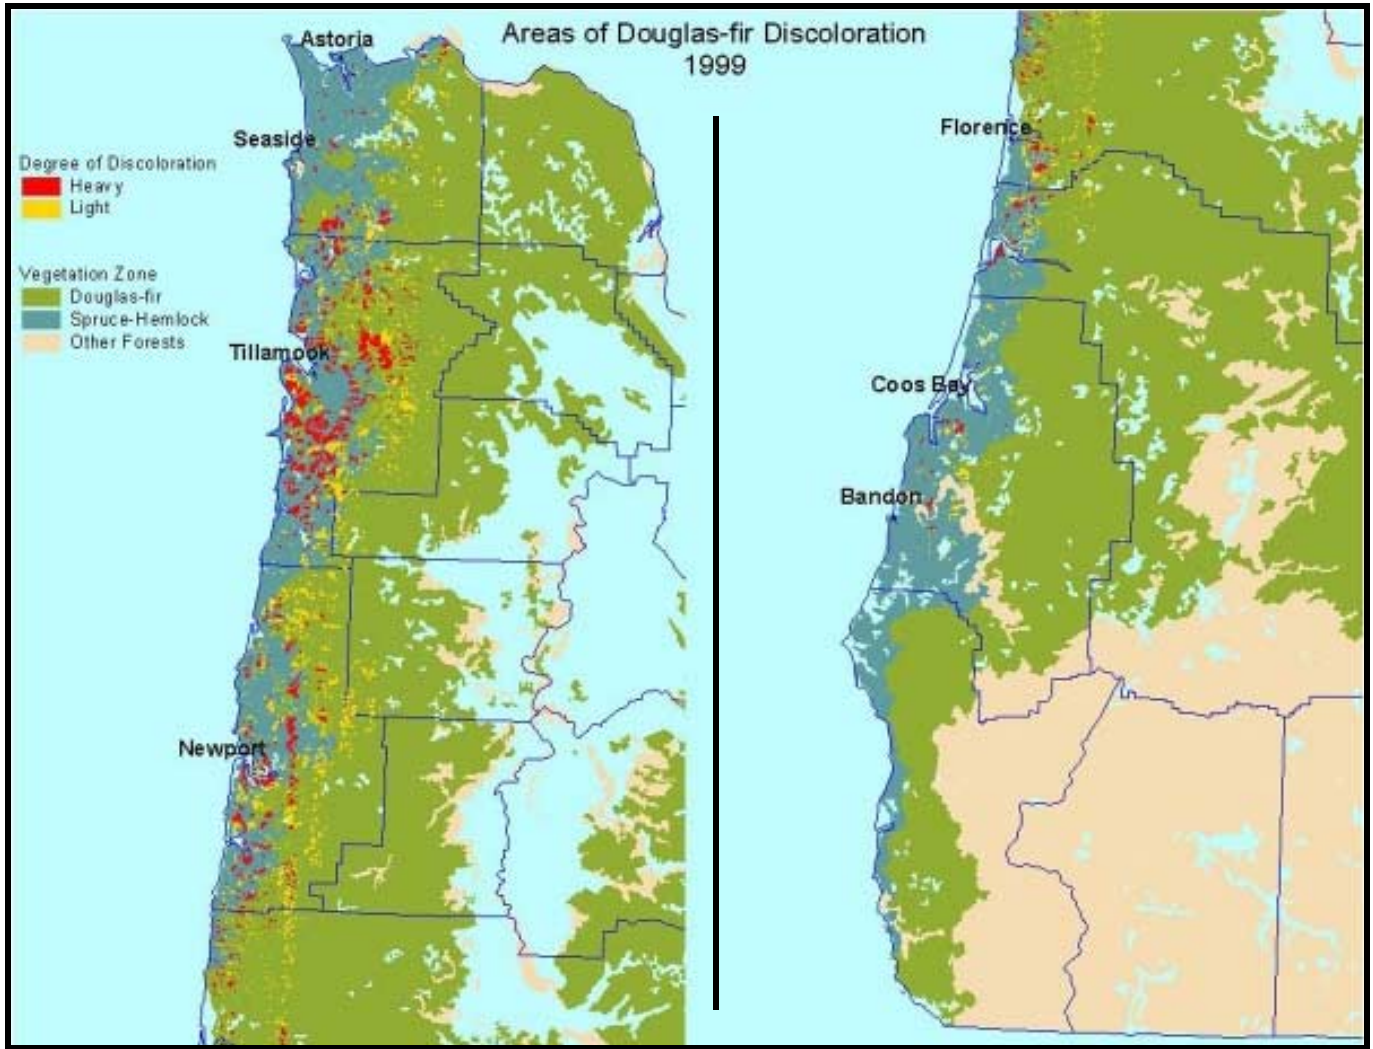 Areas of Douglas-fir Discoloration
1999
Astoria
Seaside
Degree of Discoloration
Heavy
Light
Vegetation Zone
Douglas-fir
Spruce-Hemlock
Other Forests
Tillamook
Newport
Florence
Coos Bay
Bandon